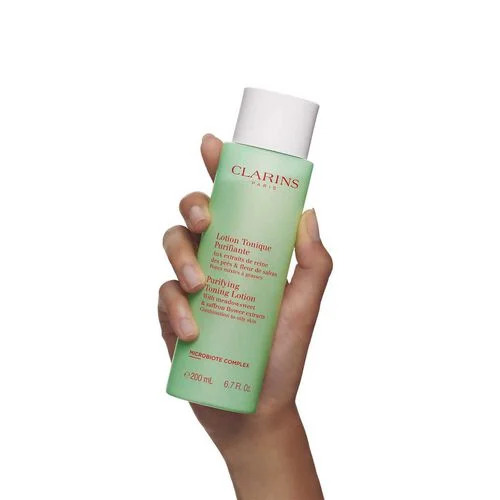 CLARINS
PARIS
Lotion Tonique
Purifiante
Aux extraits de reine
des prés & fleur de safran
Peaux mixtes à grasses
Purifying
Toning Lotion
With meadowsweet
& saffron flower extracts
Combination to oily skin
MICROBIOTE COMPLEX
e 200 mL 6.7 Fl. Oz.